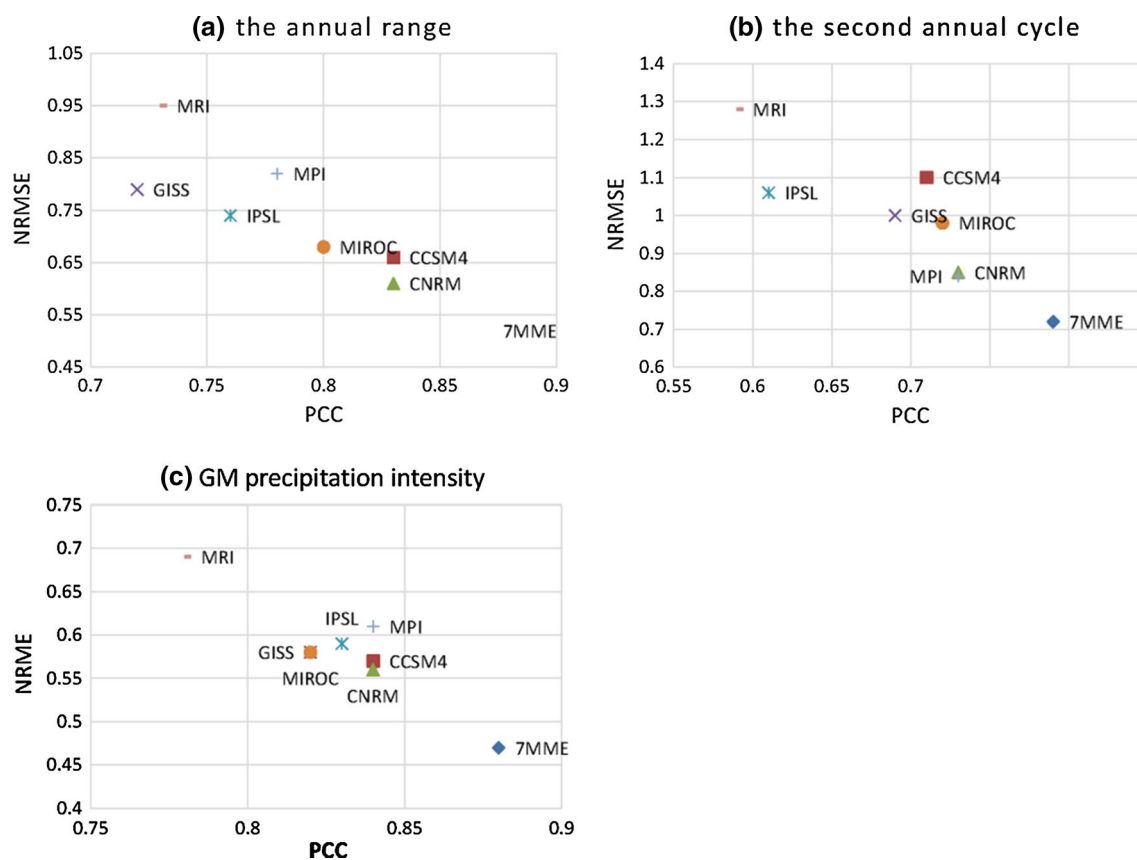 (a) the annual range
1.05
0.95
0.85
0.75
0.65
0.55
0.45
NRMSE
MRI
MPI
GISS
IPSL
MIROC
CCSM4
CNRM
7MME
0.7 0.75 0.8 0.85 0.9
PCC
(b) the second annual cycle
1.4
1.3
1.2
1.1
1
0.9
0.8
0.7
0.6
NRMSE
MRI
CCSM4
IPSL
GISS
MIROC
MPI
CNRM
7MME
0.55 0.6 0.65 0.7
PCC
(c) GM precipitation intensity
0.75
0.7
0.65
0.6
0.55
0.5
0.45
0.4
NRME
MRI
IPSL
MPI
GISS
CCSM4
MIROC
CNRM
7MME
0.75 0.8 0.85 0.9
PCC